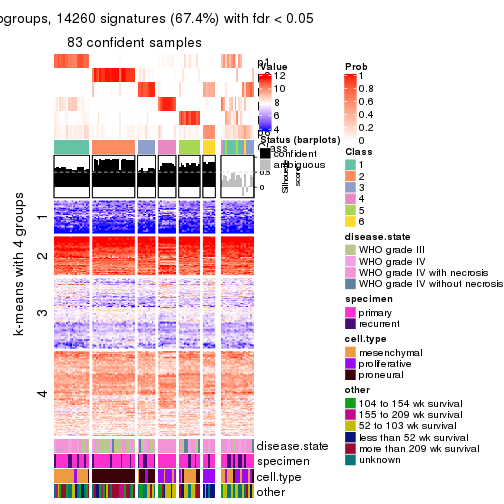 ogroups, 14260 signatures (67.4%) with fdr < 0.05
83 confident samples
p1
Value
12
10
8
6
4
Prob
1
0.8
0.6
0.4
0.2
0
Status (barplots)
confident
ambiguous
0.5
0
Class
1
2
3
4
5
6
k-means with 4 groups
1
2
3
4
disease.state
WHO grade III
WHO grade IV
WHO grade IV with necrosis
WHO grade IV without necrosis
specimen
primary
recurrent
cell.type
mesenchymal
proliferative
proneural
other
104 to 154 wk survival
155 to 209 wk survival
52 to 103 wk survival
less than 52 wk survival
more than 209 wk survival
unknown
disease.state
specimen
cell.type
other